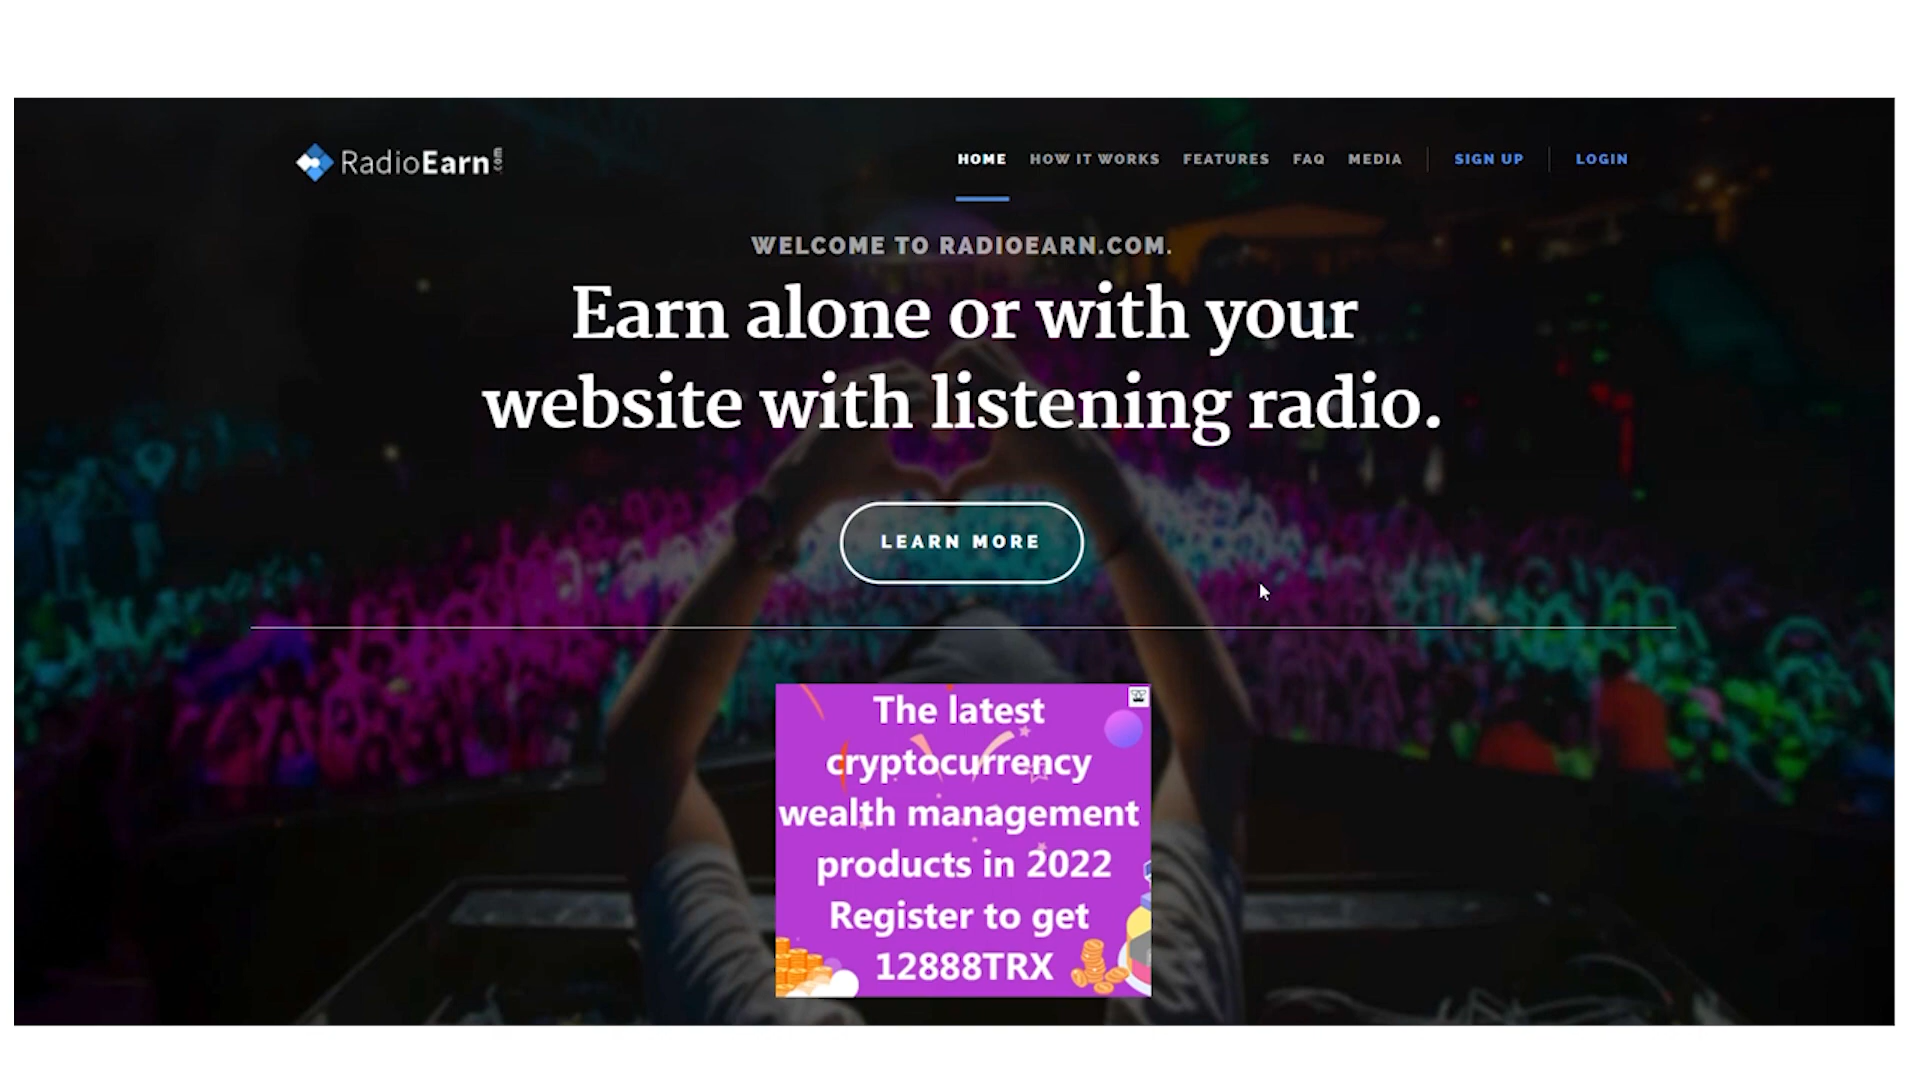 RadioEarn.com
HOME HOW IT WORKS FEATURES FAQ MEDIA SIGN UP LOGIN
WELCOME TO RADIOEARN.COM.
Earn alone or with your
website with listening radio.
LEARN MORE
The latest
cryptocurrency
wealth management
products in 2022
Register to get
12888TRX